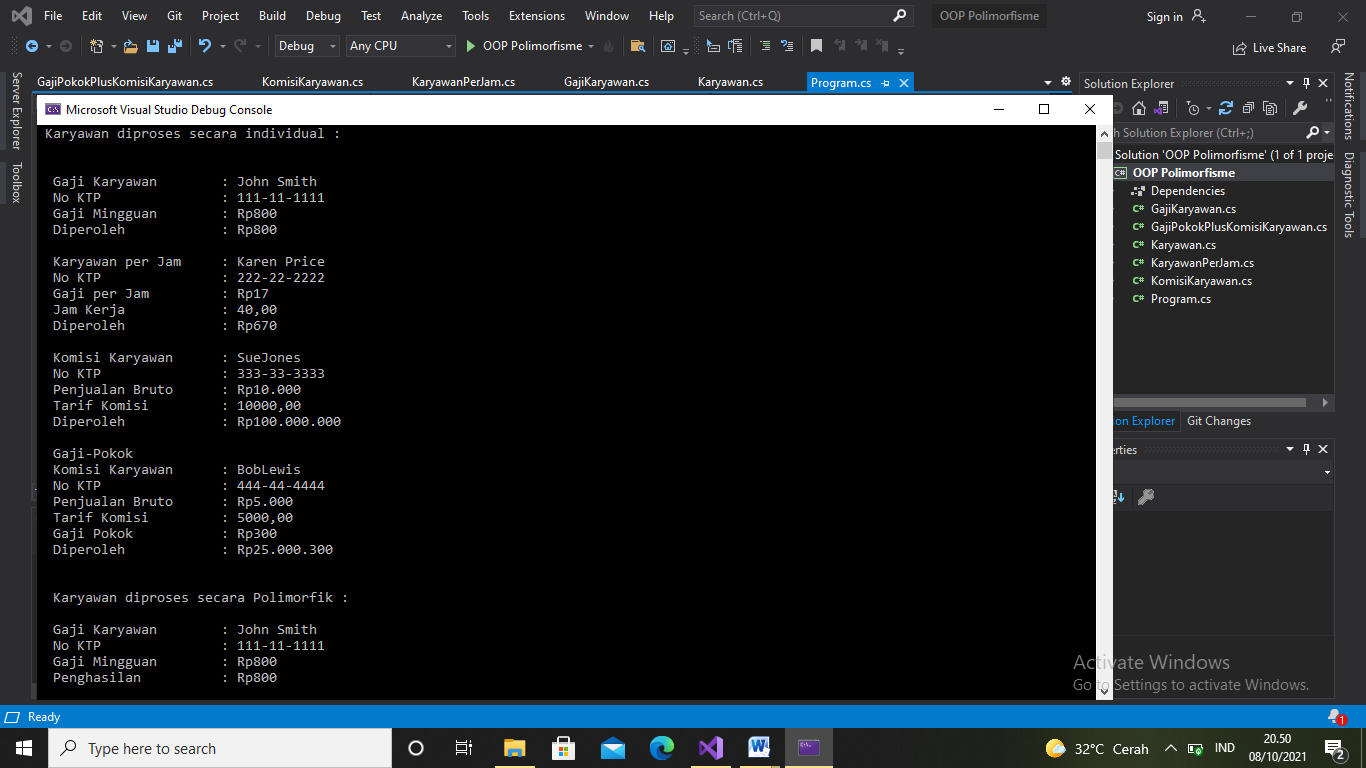 File Edit View Git Project Build Debug Test Analyze Tools Extensions Window Help Search (Ctrl+Q) OOP Polimorfisme Sign in
Debug Any CPU OOP Polimorfisme Live Share
GajiPokokPlusKomisiKaryawan.cs KomisiKaryawan.cs KaryawanPerJam.cs GajiKaryawan.cs Karyawan.cs Program.cs
Server Explorer
Toolbox
Microsoft Visual Studio Debug Console
Karyawan diproses secara individual :
Gaji Karyawan : John Smith
No KTP : 111-11-1111
Gaji Mingguan : Rp800
Diperoleh : Rp800
Karyawan per Jam : Karen Price
No KTP : 222-22-2222
Gaji per Jam : Rp17
Jam Kerja : 40,00
Diperoleh : Rp670
Komisi Karyawan : SueJones
No KTP : 333-33-3333
Penjualan Bruto : Rp10.000
Tarif Komisi : 10000,00
Diperoleh : Rp100.000.000
Gaji-Pokok
Komisi Karyawan : BobLewis
No KTP : 444-44-4444
Penjualan Bruto : Rp5.000
Tarif Komisi : 5000,00
Gaji Pokok : Rp300
Diperoleh : Rp25.000.300
Karyawan diproses secara Polimorfik :
Gaji Karyawan : John Smith
No KTP : 111-11-1111
Gaji Mingguan : Rp800
Penghasilan : Rp800
Solution Explorer
h Solution Explorer (Ctrl+;)
Solution 'OOP Polimorfisme' (1 of 1 proje
C# OOP Polimorfisme
Dependencies
C# GajiKaryawan.cs
C# GajiPokokPlusKomisiKaryawan.cs
C# Karyawan.cs
C# KaryawanPerJam.cs
C# KomisiKaryawan.cs
C# Program.cs
on Explorer Git Changes
erties
Notifications
Diagnostic Tools
Activate Windows
Go to Settings to activate Windows.
Ready 1
Type here to search 32°C Cerah IND 20.50
08/10/2021 2